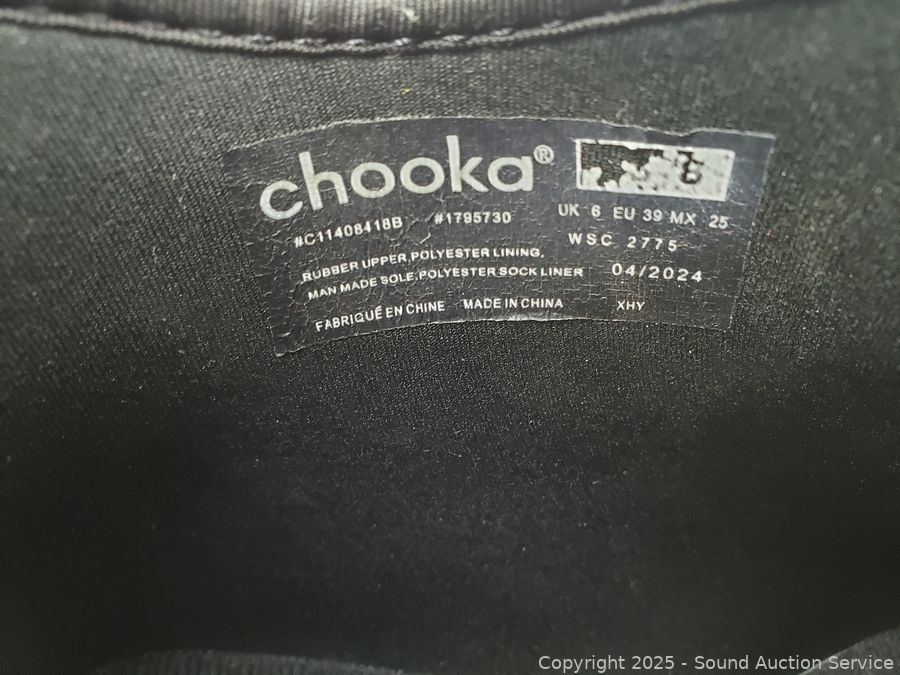 chooka®
8
#C11408418B #1795730
UK 6 EU 39 MX 25
WSC 2775
RUBBER UPPER,POLYESTER LINING,
MAN MADE SOLE,POLYESTER SOCK LINER
04/2024
FABRIQUÉ EN CHINE MADE IN CHINA
XHY
Copyright 2025 - Sound Auction Service